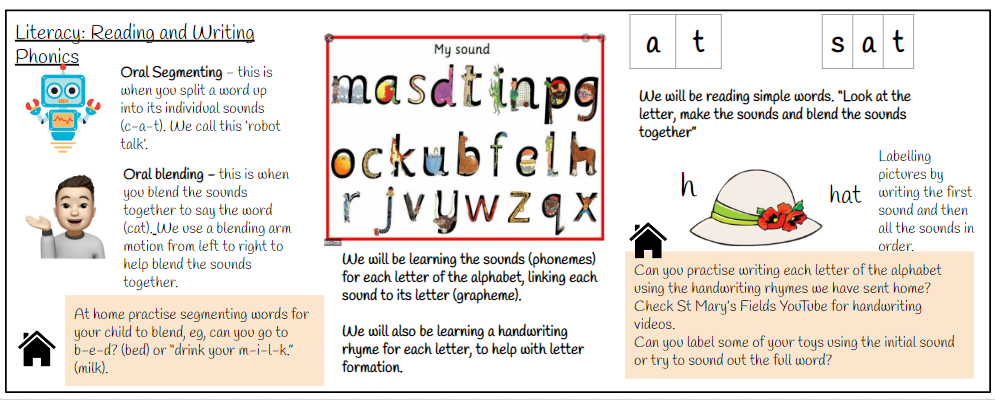 Literacy: Reading and Writing
Phonics
Oral Segmenting - this is
when you split a word up
into its individual sounds
(c-a-t). We call this 'robot
talk'.
Oral blending - this is when
you blend the sounds
together to say the word
(cat). We use a blending arm
motion from left to right to
help blend the sounds
together.
At home practise segmenting words for
your child to blend, eg, can you go to
b-e-d? (bed) or "drink your m-i-l-k."
(milk).
My sound
m a s d t i n p g
o c k u b f e l h
r j v y w z q x
We will be learning the sounds (phonemes)
for each letter of the alphabet, linking each
sound to its letter (grapheme).
We will also be learning a handwriting
rhyme for each letter, to help with letter
formation.
a t
s a t
We will be reading simple words. "Look at the
letter, make the sounds and blend the sounds
together"
h
hat
Labelling
pictures by
writing the first
sound and then
all the sounds in
order.
Can you practise writing each letter of the alphabet
using the handwriting rhymes we have sent home?
Check St Mary's Fields YouTube for handwriting
videos.
Can you label some of your toys using the initial sound
or try to sound out the full word?